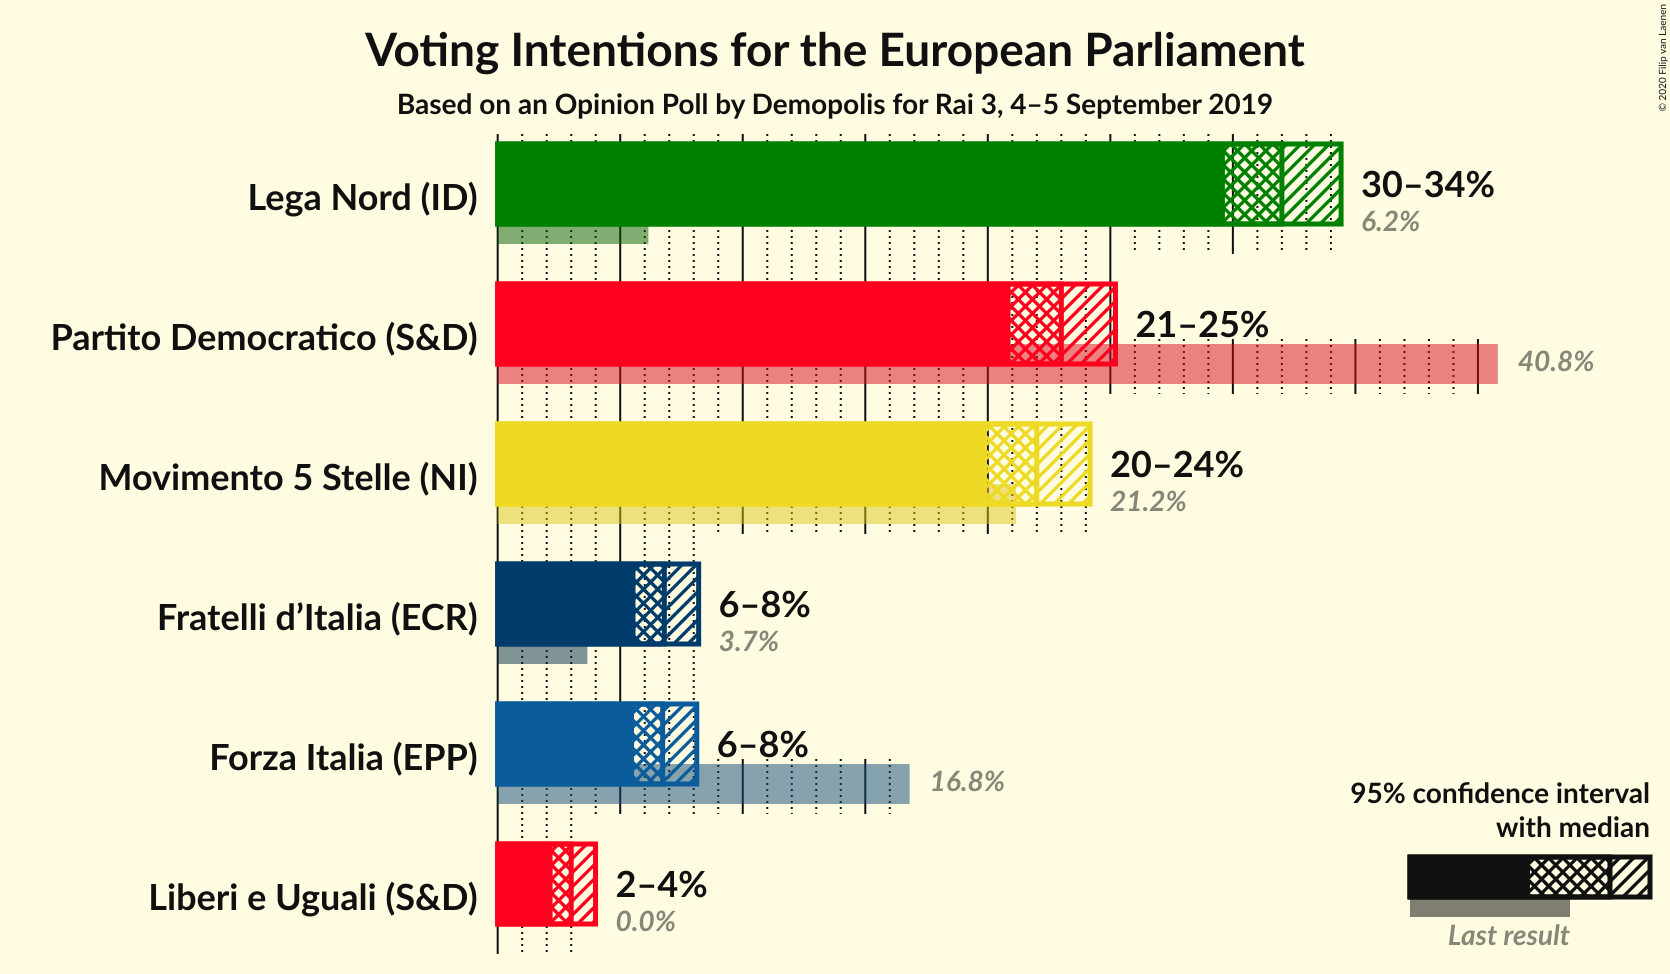 Voting Intentions for the European Parliament
Based on an Opinion Poll by Demopolis for Rai 3, 4–5 September 2019
© 2020 Filip van Laenen
Lega Nord (ID)
30–34%
6.2%
Partito Democratico (S&D)
21–25%
40.8%
Movimento 5 Stelle (NI)
20–24%
21.2%
Fratelli d’Italia (ECR)
6–8%
3.7%
Forza Italia (EPP)
6–8%
16.8%
Liberi e Uguali (S&D)
2–4%
0.0%
95% confidence interval
with median
Last result